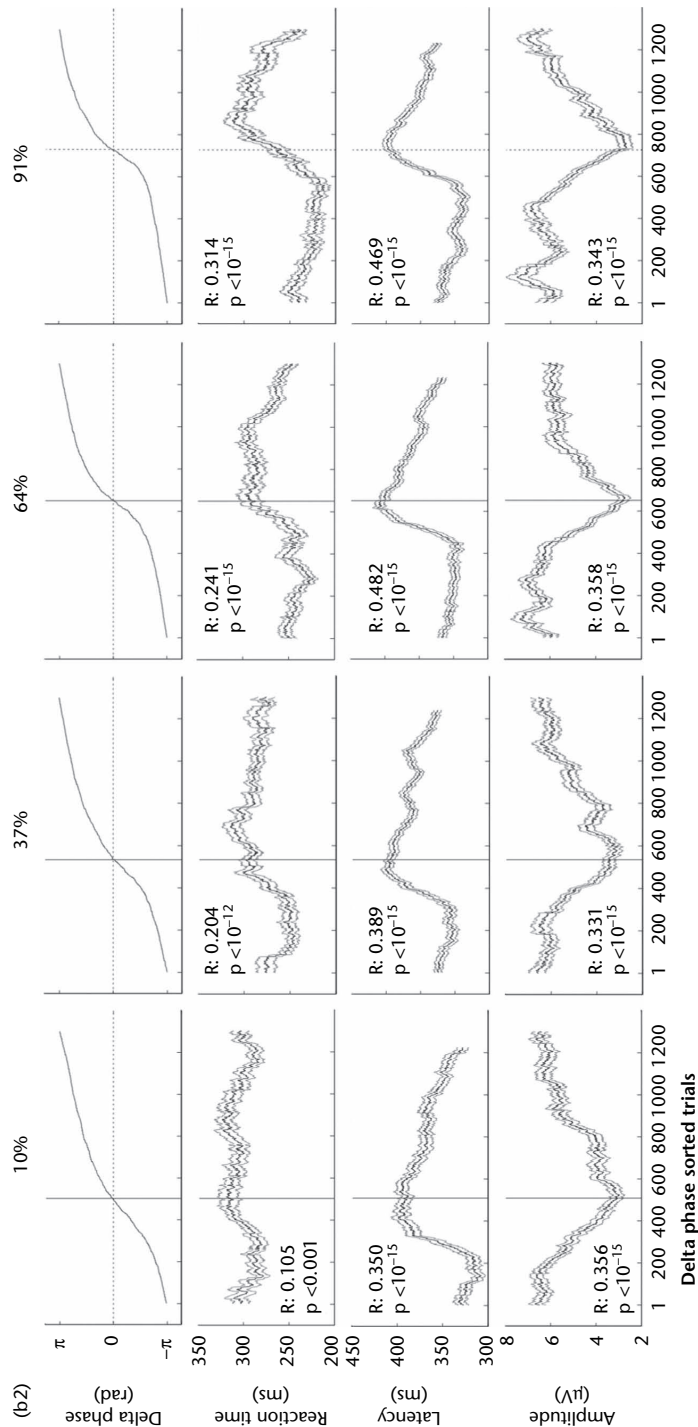 (b2)
10% 37% 64% 91%
Delta phase
(rad)
π
0
−π
Reaction time
(ms)
350
300
250
200
R: 0.105
p <0.001
R: 0.204
p <10−12
R: 0.241
p <10−15
R: 0.314
p <10−15
Latency
(ms)
450
400
350
300
R: 0.350
p <10−15
R: 0.389
p <10−15
R: 0.482
p <10−15
R: 0.469
p <10−15
Amplitude
(µV)
8
6
4
2
R: 0.356
p <10−15
R: 0.331
p <10−15
R: 0.358
p <10−15
R: 0.343
p <10−15
1 200 400 600 800 1000 1200 1 200 400 600 800 1000 1200 1 200 400 600 800 1000 1200 1 200 400 600 800 1000 1200
Delta phase sorted trials